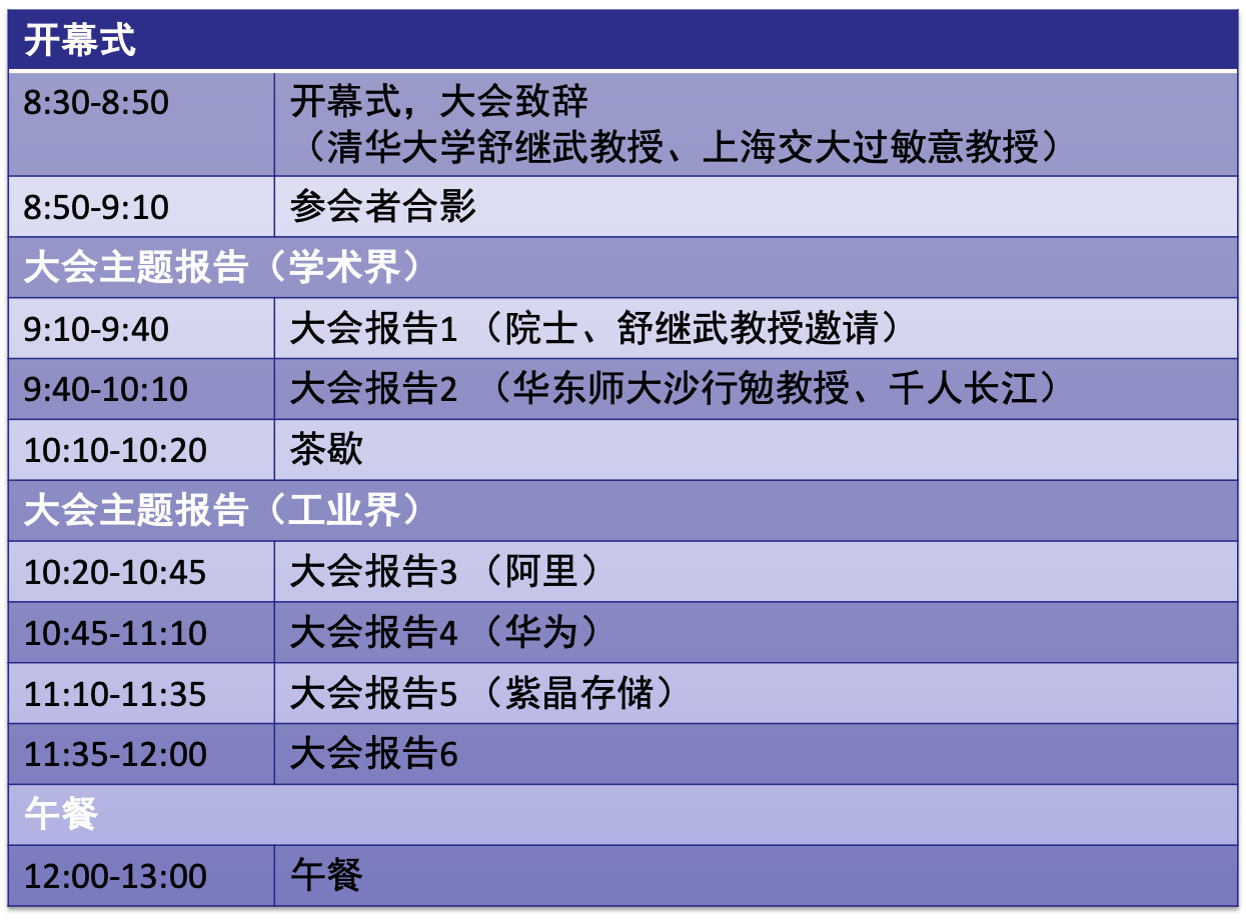 开幕式
8:30-8:50 开幕式，大会致辞
（清华大学舒继武教授、上海交大过敏意教授）
8:50-9:10 参会者合影
大会主题报告（学术界）
9:10-9:40 大会报告1 （院士、舒继武教授邀请）
9:40-10:10 大会报告2 （华东师大沙行勉教授、千人长江）
10:10-10:20 茶歇
大会主题报告（工业界）
10:20-10:45 大会报告3 （阿里）
10:45-11:10 大会报告4 （华为）
11:10-11:35 大会报告5 （紫晶存储）
11:35-12:00 大会报告6
午餐
12:00-13:00 午餐